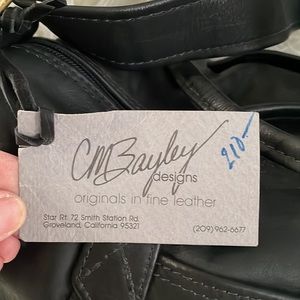 CMBayley
designs
originals in fine leather
Star Rt. 72 Smith Station Rd.
Groveland, California 95321
(209) 962-6677
210-